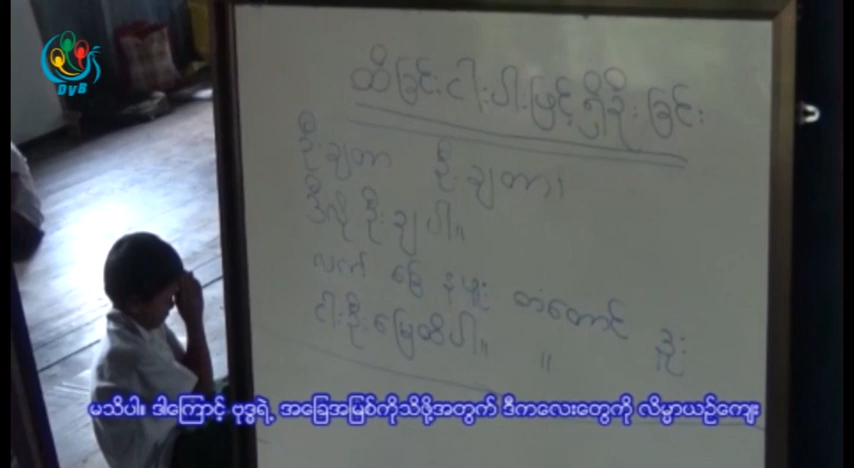 DVB
ထိခြင်းငါးပါးဖြင့်ရှိခိုးခြင်း
ဦးချတာ ဦးချတာ၊
ဒီလိုဦးချပါ။
လက် ခြေ နဖူး တံတောင် ဒူး
ငါးဦးမြေထိပါ။ ။
မသိပါ။ ဒါကြောင့် ဗုဒ္ဓရဲ့ အခြေအမြစ်ကိုသိဖို့အတွက် ဒီကလေးတွေကို လိမ္မာယဉ်ကျေး